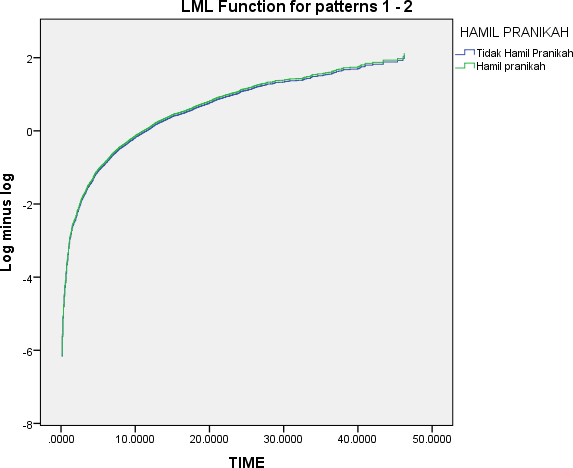 LML Function for patterns 1 - 2
HAMIL PRANIKAH
Tidak Hamil Pranikah
Hamil pranikah
Log minus log
2
0
-2
-4
-6
-8
.0000
10.0000
20.0000
30.0000
40.0000
50.0000
TIME